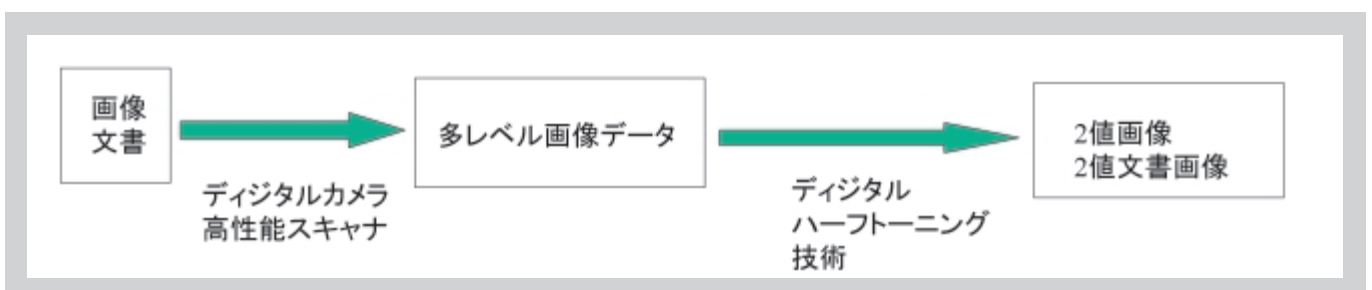 画像
文書
ディジタルカメラ
高性能スキャナ
多レベル画像データ
ディジタル
ハーフトーニング
技術
2値画像
2値文書画像